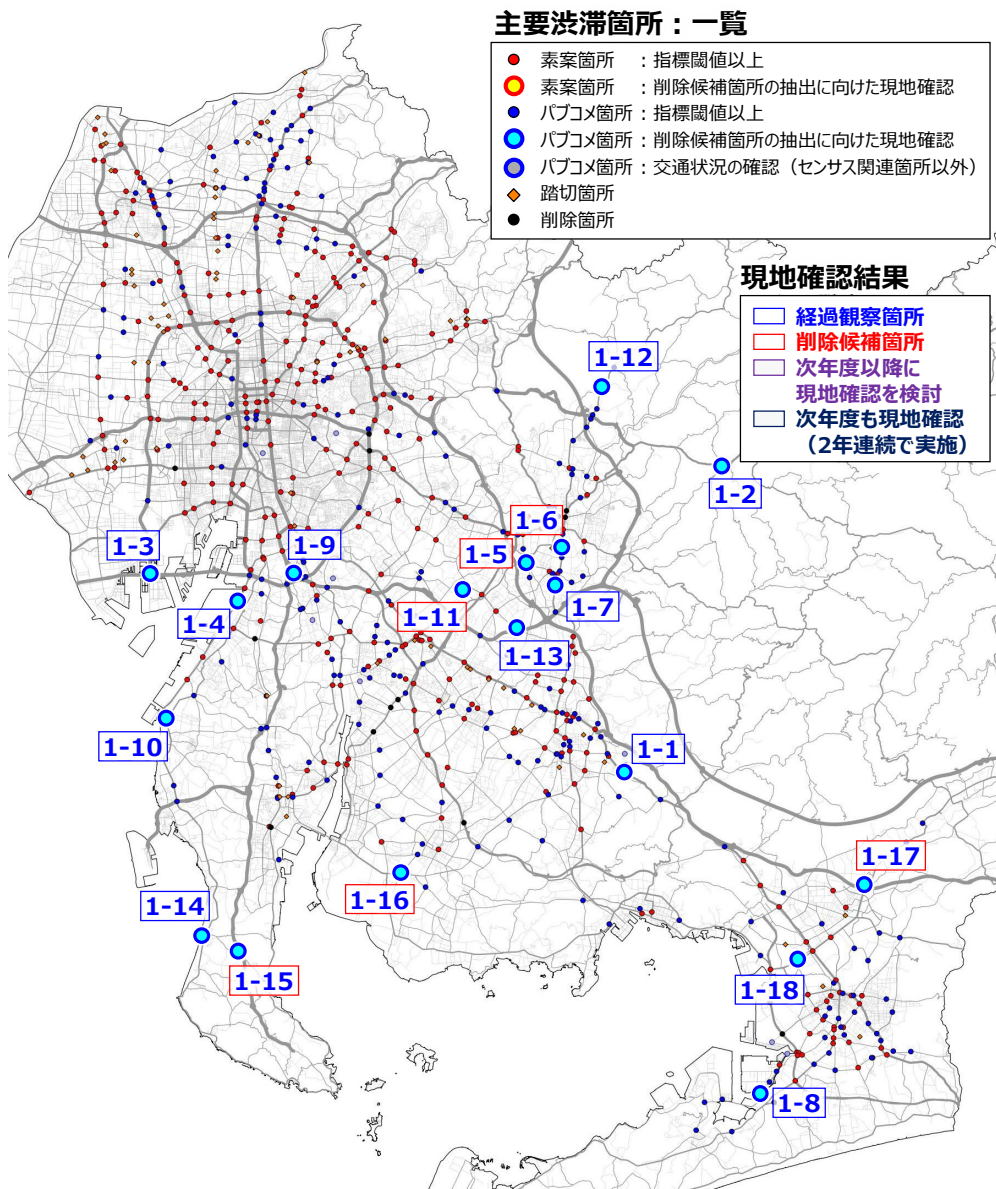 主要渋滞箇所：一覧
素案箇所　：指標閾値以上
素案箇所　：削除候補箇所の抽出に向けた現地確認
パブコメ箇所：指標閾値以上
パブコメ箇所：削除候補箇所の抽出に向けた現地確認
パブコメ箇所：交通状況の確認（センサス関連箇所以外）
踏切箇所
削除箇所
現地確認結果
経過観察箇所
削除候補箇所
次年度以降に
現地確認を検討
次年度も現地確認
（2年連続で実施）
1-12
1-2
1-6
1-3
1-9
1-5
1-7
1-4
1-11
1-13
1-10
1-1
1-17
1-16
1-14
1-15
1-18
1-8